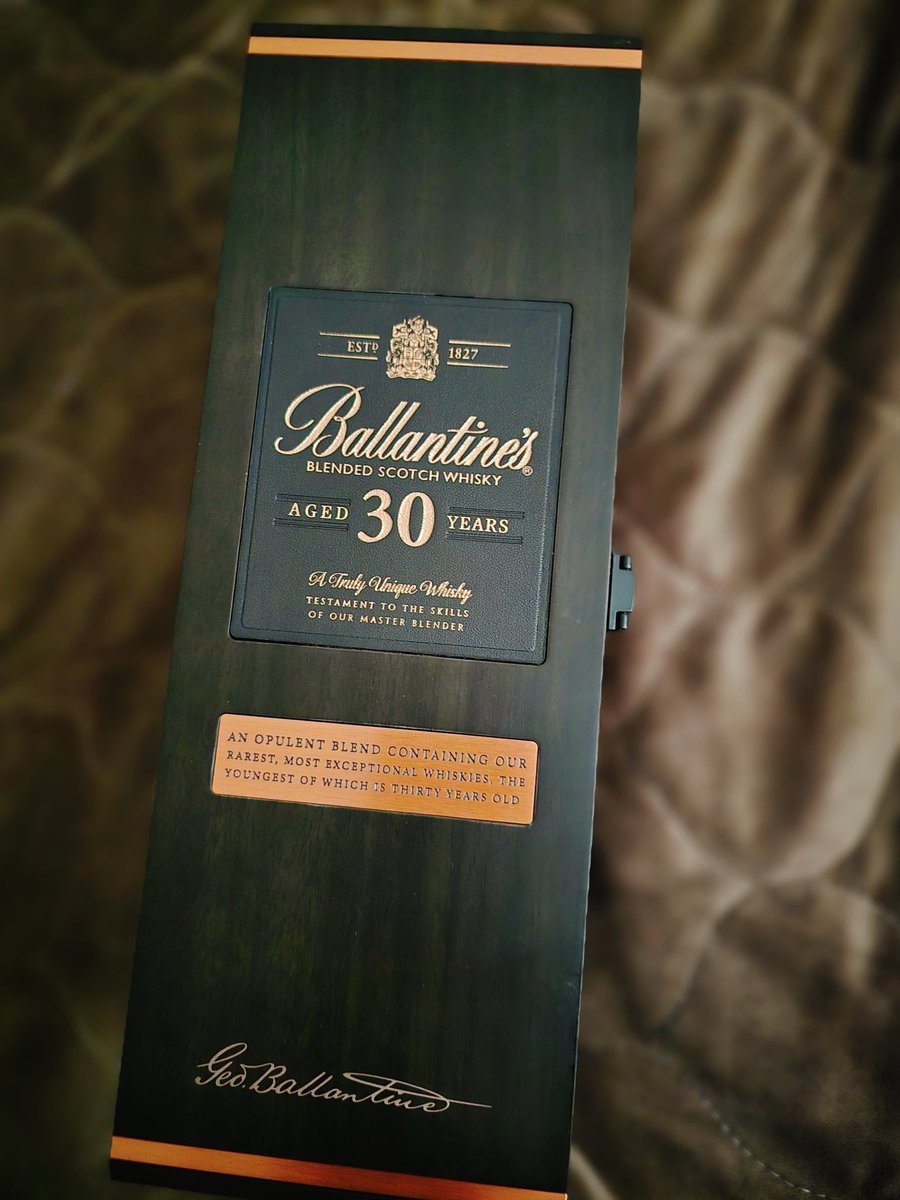 ESTD 1827
Ballantine's®
BLENDED SCOTCH WHISKY
AGED 30 YEARS
A Truly Unique Whisky
TESTAMENT TO THE SKILLS
OF OUR MASTER BLENDER
AN OPULENT BLEND CONTAINING OUR
RAREST, MOST EXCEPTIONAL WHISKIES, THE
YOUNGEST OF WHICH IS THIRTY YEARS OLD
Geo. Ballantine